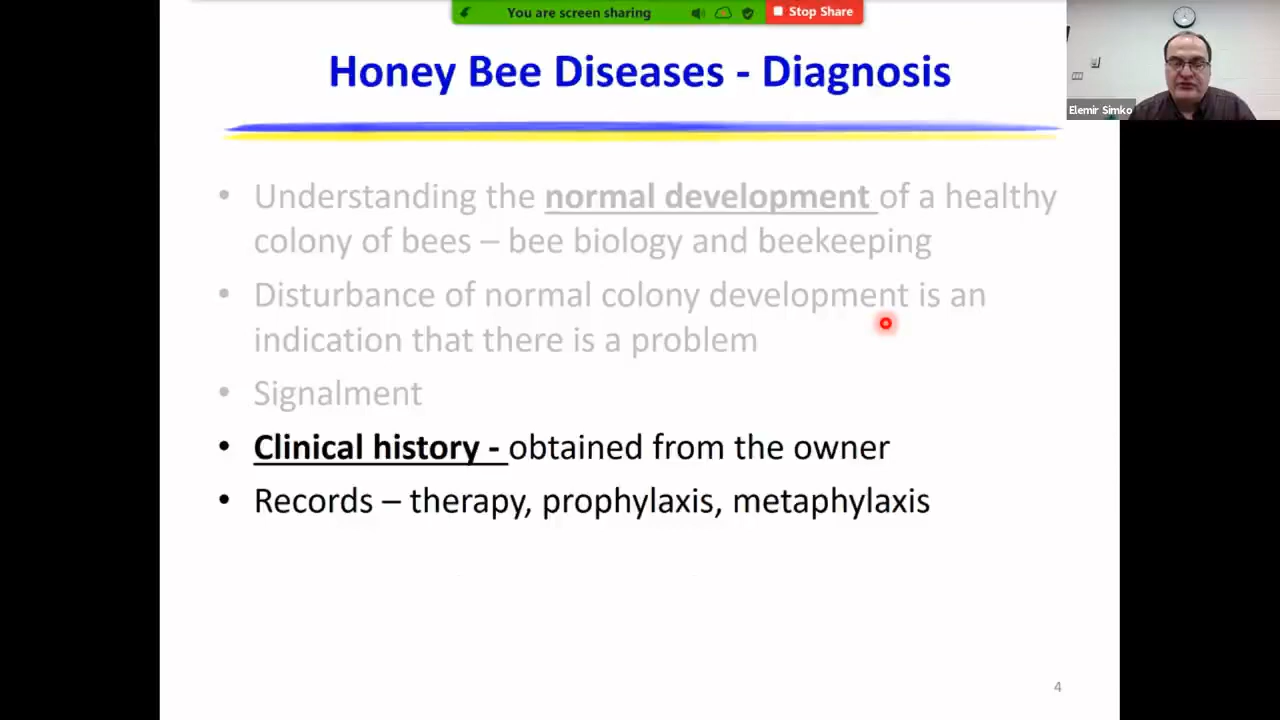 You are screen sharing
Stop Share
Honey Bee Diseases - Diagnosis
Elemir Simko
• Understanding the normal development of a healthy
colony of bees – bee biology and beekeeping
• Disturbance of normal colony development is an
indication that there is a problem
• Signalment
• Clinical history - obtained from the owner
• Records – therapy, prophylaxis, metaphylaxis
4